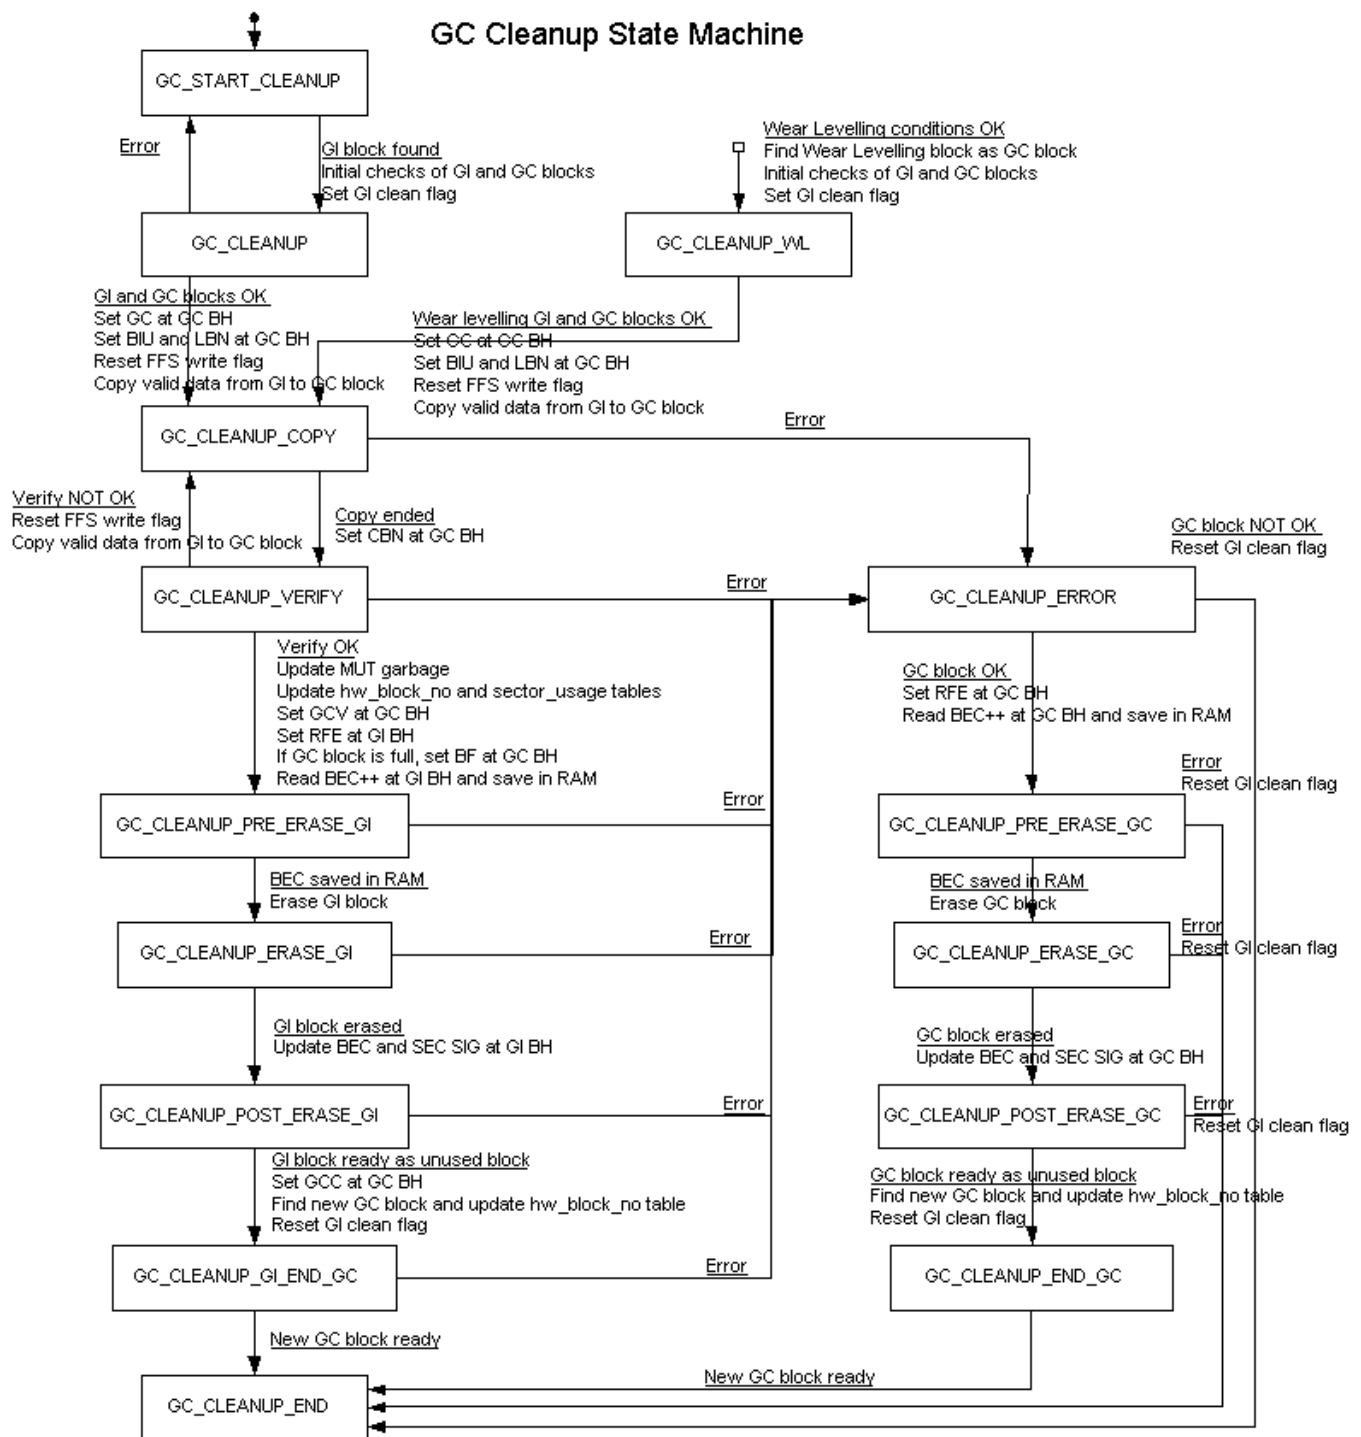 GC Cleanup State Machine
GC_START_CLEANUP
Error
GI block found
Initial checks of GI and GC blocks
Set GI clean flag
Wear Levelling conditions OK
Find Wear Levelling block as GC block
Initial checks of GI and GC blocks
Set GI clean flag
GC_CLEANUP
GC_CLEANUP_WL
GI and GC blocks OK
Set GC at GC BH
Set BIU and LBN at GC BH
Reset FFS write flag
Copy valid data from GI to GC block
Wear levelling GI and GC blocks OK
Set GC at GC BH
Set BIU and LBN at GC BH
Reset FFS write flag
Copy valid data from GI to GC block
GC_CLEANUP_COPY
Error
Verify NOT OK
Reset FFS write flag
Copy valid data from GI to GC block
Copy ended
Set CBN at GC BH
GC block NOT OK
Reset GI clean flag
GC_CLEANUP_VERIFY
Error
GC_CLEANUP_ERROR
Verify OK
Update MUT garbage
Update hw_block_no and sector_usage tables
Set GCV at GC BH
Set RFE at GI BH
If GC block is full, set BF at GC BH
Read BEC++ at GI BH and save in RAM
GC block OK
Set RFE at GC BH
Read BEC++ at GC BH and save in RAM
Error
Reset GI clean flag
GC_CLEANUP_PRE_ERASE_GI
Error
GC_CLEANUP_PRE_ERASE_GC
BEC saved in RAM
Erase GI block
BEC saved in RAM
Erase GC block
Error
Reset GI clean flag
GC_CLEANUP_ERASE_GI
Error
GC_CLEANUP_ERASE_GC
GI block erased
Update BEC and SEC SIG at GI BH
GC block erased
Update BEC and SEC SIG at GC BH
GC_CLEANUP_POST_ERASE_GI
Error
GC_CLEANUP_POST_ERASE_GC
Error
Reset GI clean flag
GI block ready as unused block
Set GCC at GC BH
Find new GC block and update hw_block_no table
Reset GI clean flag
GC block ready as unused block
Find new GC block and update hw_block_no table
Reset GI clean flag
GC_CLEANUP_GI_END_GC
Error
GC_CLEANUP_END_GC
New GC block ready
New GC block ready
GC_CLEANUP_END